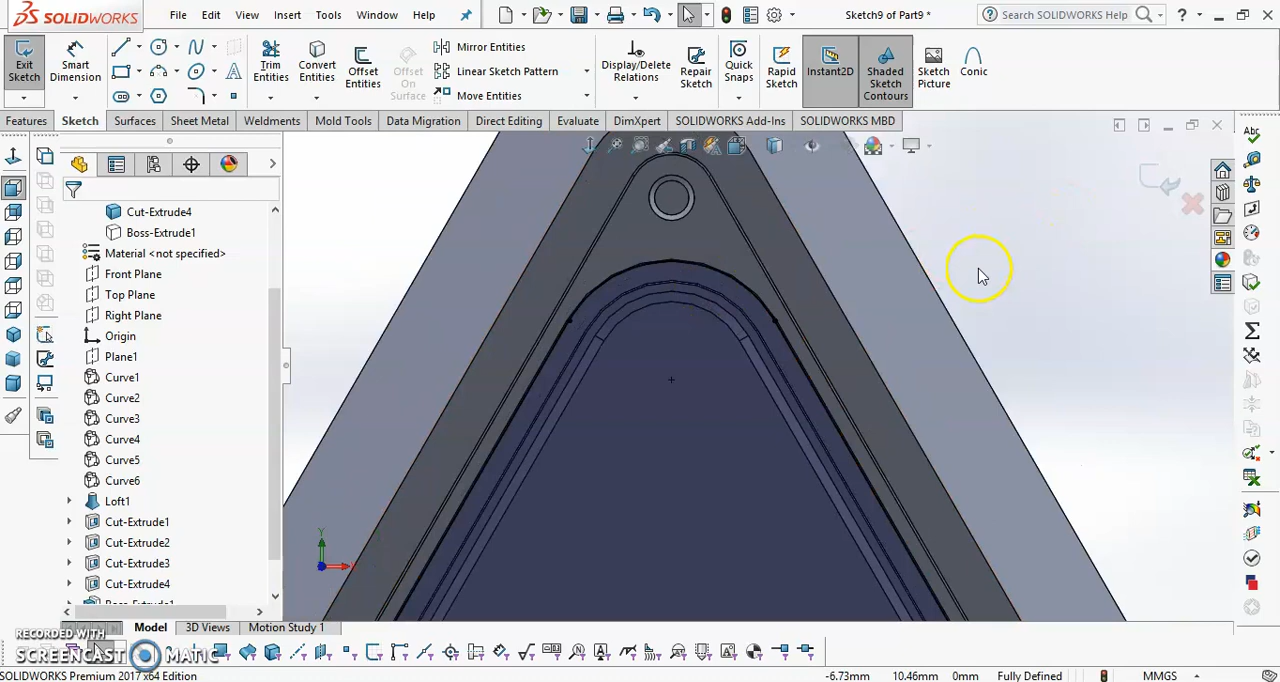 SOLIDWORKS File Edit View Insert Tools Window Help Sketch9 of Part9 * Search SOLIDWORKS Help
Exit Sketch Smart Dimension Trim Entities Convert Entities Offset Entities Offset On Surface Mirror Entities Linear Sketch Pattern Move Entities Display/Delete Relations Repair Sketch Quick Snaps Rapid Sketch Instant2D Shaded Sketch Contours Sketch Picture Conic
Features Sketch Surfaces Sheet Metal Weldments Mold Tools Data Migration Direct Editing Evaluate DimXpert SOLIDWORKS Add-Ins SOLIDWORKS MBD
Cut-Extrude4
Boss-Extrude1
Material <not specified>
Front Plane
Top Plane
Right Plane
Origin
Plane1
Curve1
Curve2
Curve3
Curve4
Curve5
Curve6
Loft1
Cut-Extrude1
Cut-Extrude2
Cut-Extrude3
Cut-Extrude4
Boss-Extrude1
Y
X
Model 3D Views Motion Study 1
RECORDED WITH
SCREENCAST MATIC
SOLIDWORKS Premium 2017 x64 Edition -6.73mm 10.46mm 0mm Fully Defined MMGS